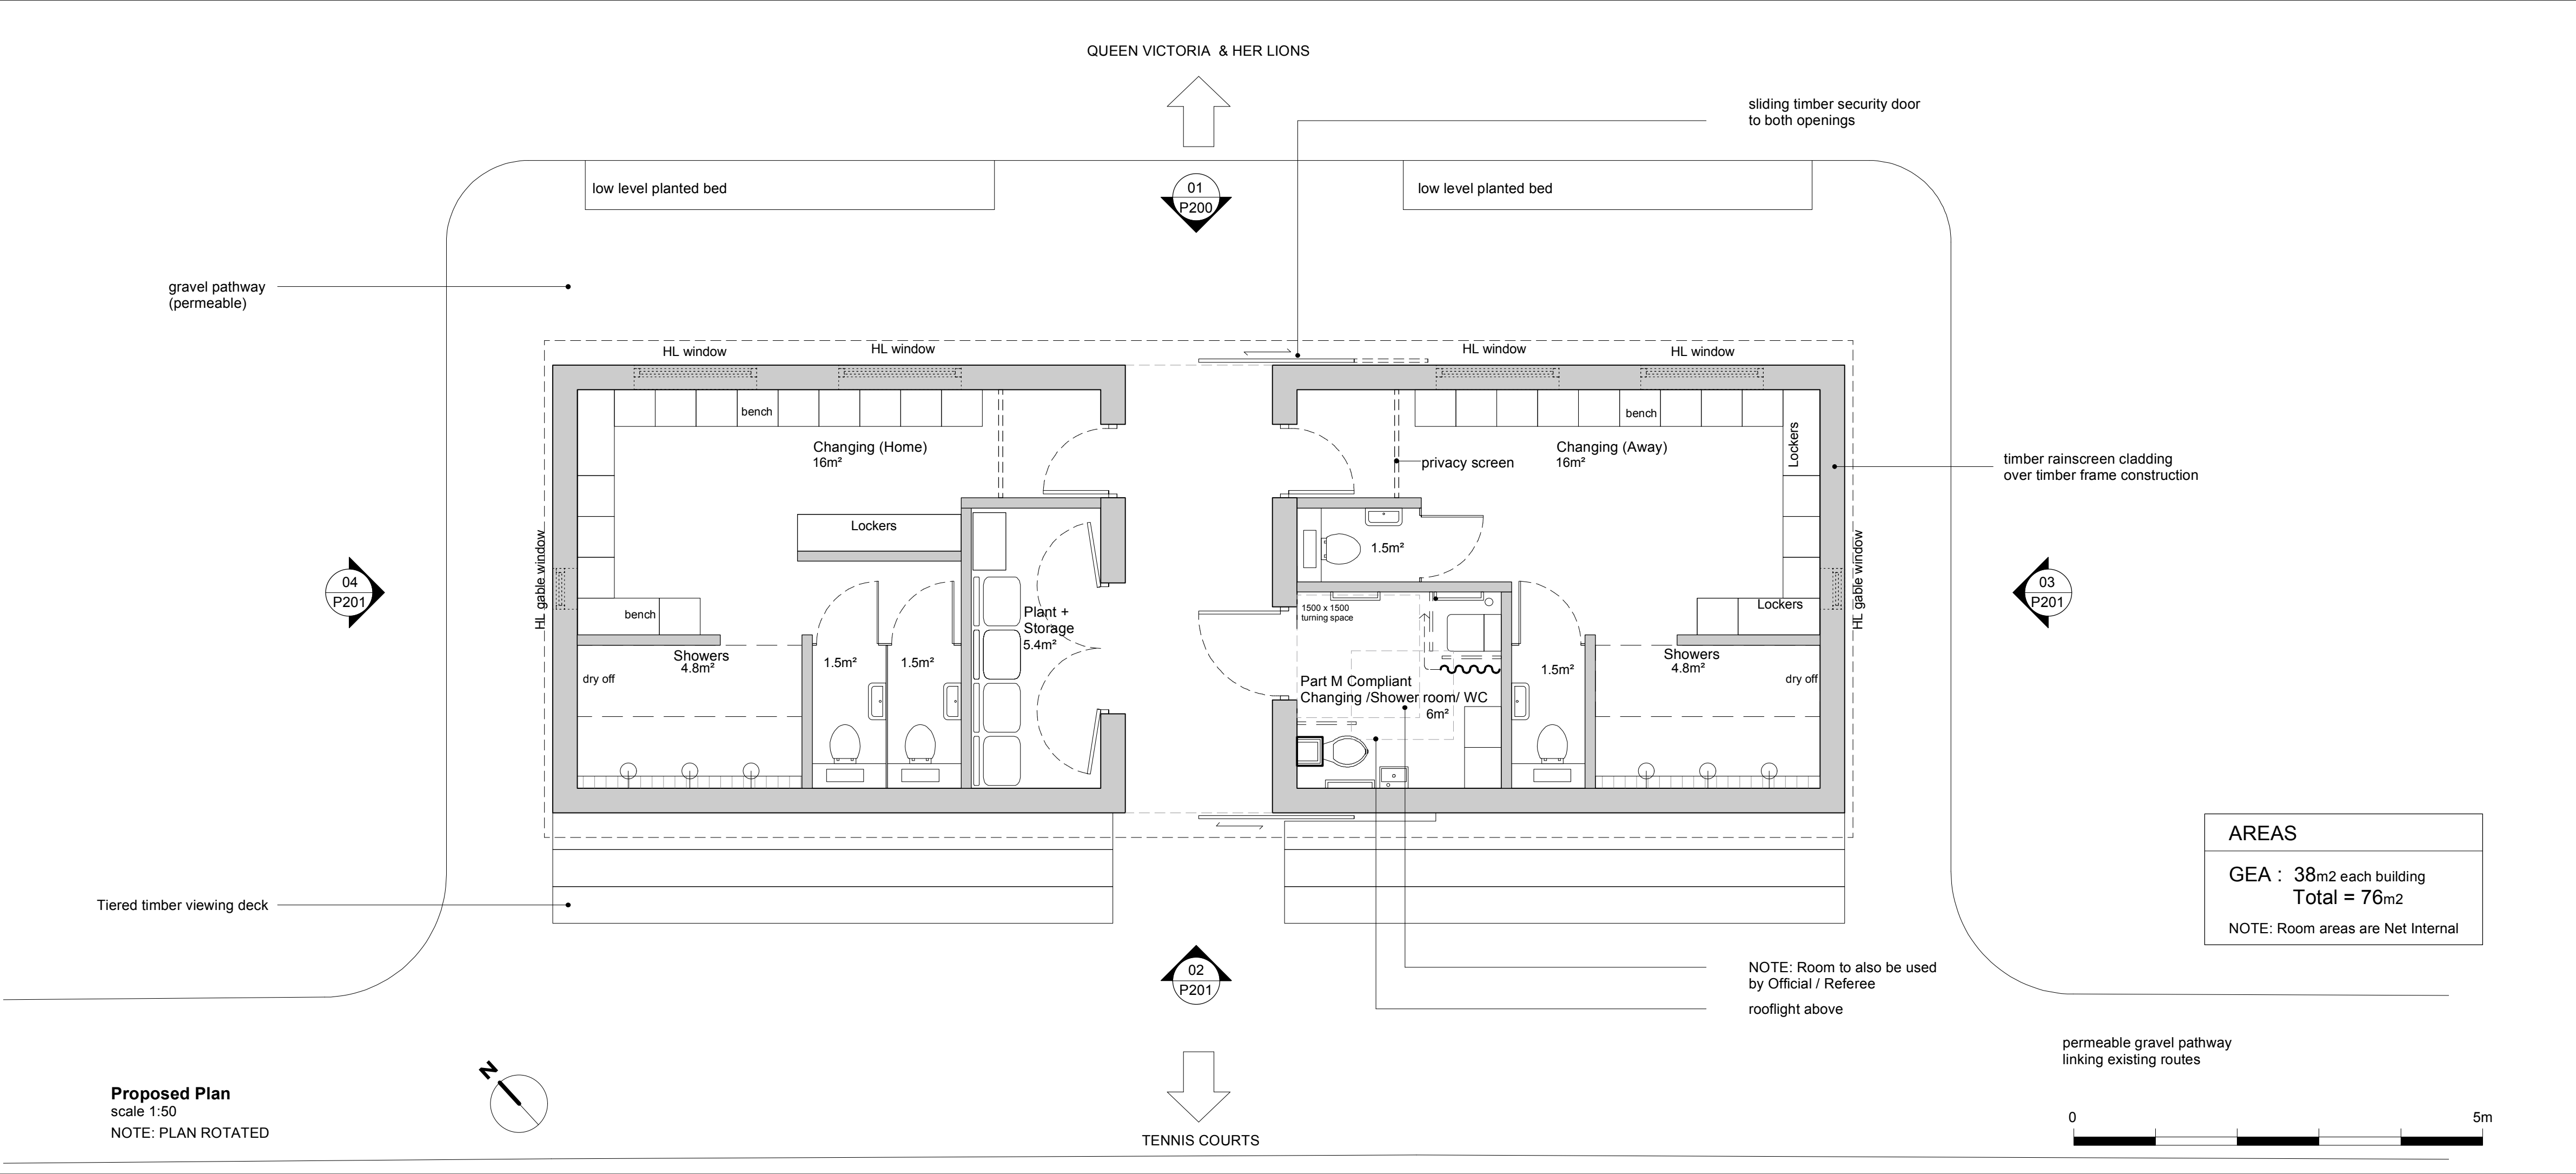 QUEEN VICTORIA & HER LIONS
sliding timber security door
to both openings
low level planted bed
01
P200
low level planted bed
gravel pathway
(permeable)
HL window
HL window
HL window
HL window
bench
bench
Lockers
Changing (Home)
16m²
privacy screen
Changing (Away)
16m²
timber rainscreen cladding
over timber frame construction
Lockers
1.5m²
HL gable window
HL gable window
04
P201
03
P201
bench
Plant +
Storage
5.4m²
1500 x 1500
turning space
Lockers
Showers
4.8m²
1.5m²
1.5m²
1.5m²
Showers
4.8m²
dry off
dry off
Part M Compliant
Changing /Shower room/ WC
6m²
AREAS
GEA : 38m2 each building
Total = 76m2
NOTE: Room areas are Net Internal
Tiered timber viewing deck
02
P201
NOTE: Room to also be used
by Official / Referee
rooflight above
permeable gravel pathway
linking existing routes
N
Proposed Plan
scale 1:50
NOTE: PLAN ROTATED
TENNIS COURTS
0
5m